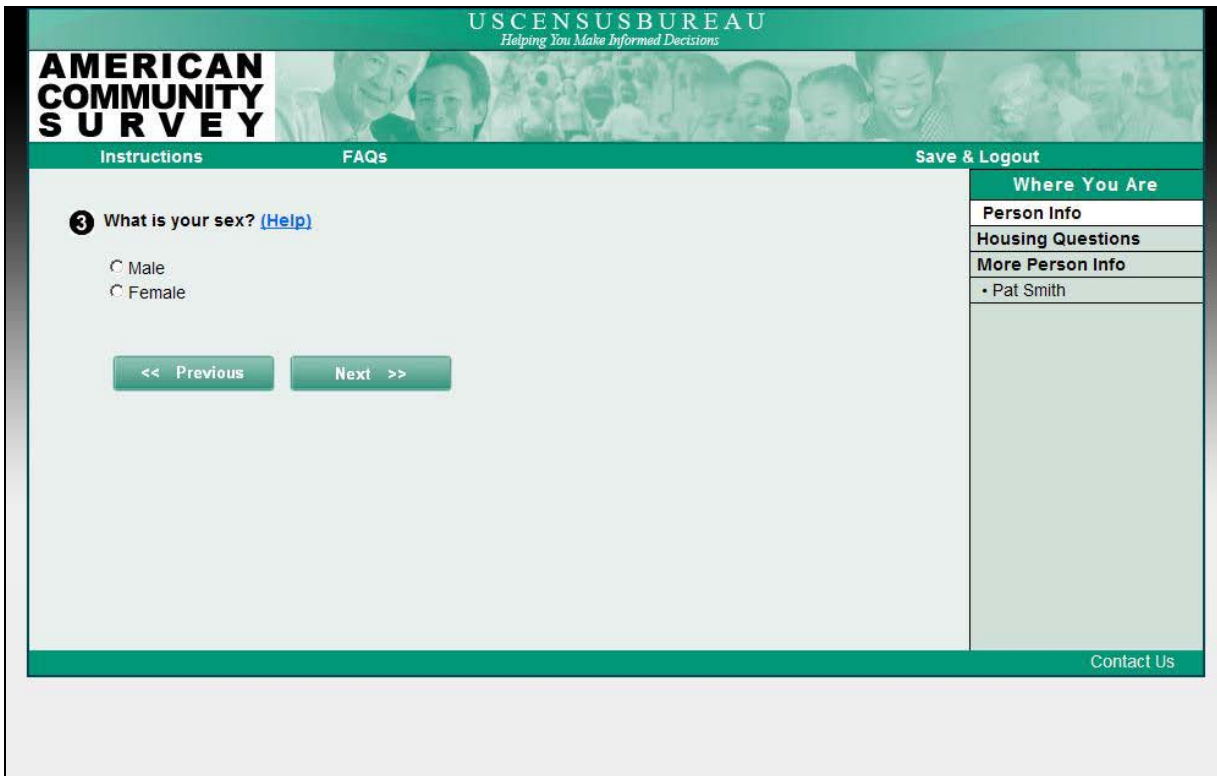 USCENSUSBUREAU
Helping You Make Informed Decisions
AMERICAN
COMMUNITY
SURVEY
Instructions FAQs Save & Logout
3 What is your sex? (Help)
Male
Female
<< Previous Next >>
Where You Are
Person Info
Housing Questions
More Person Info
• Pat Smith
Contact Us